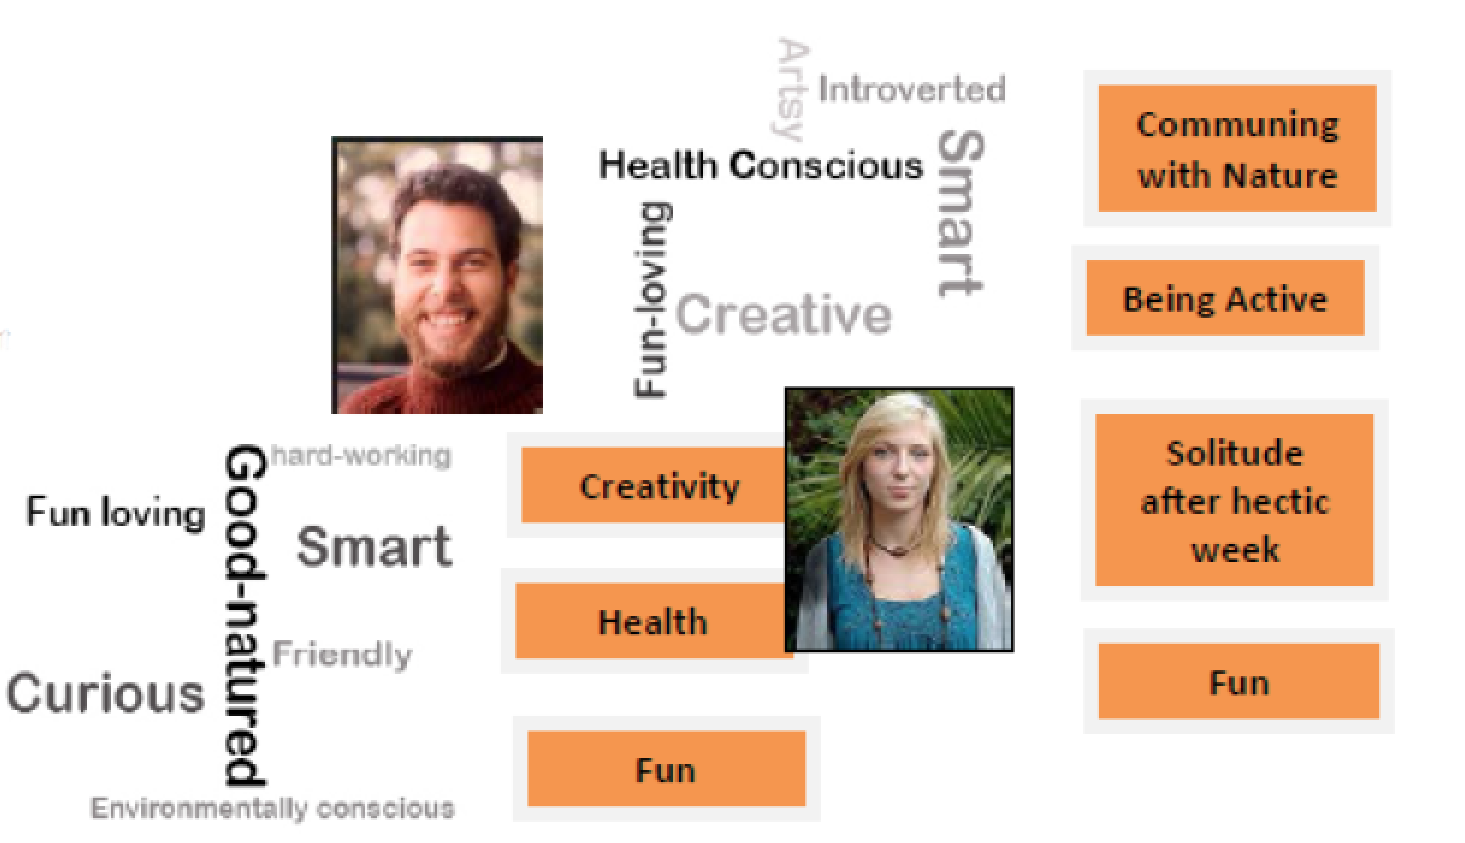 Artsy
Introverted
Health Conscious
Smart
Fun-loving
Creative
Communing
with Nature
Being Active
Solitude
after hectic
week
Fun
Good-natured
hard-working
Fun loving
Smart
Friendly
Curious
Environmentally conscious
Creativity
Health
Fun